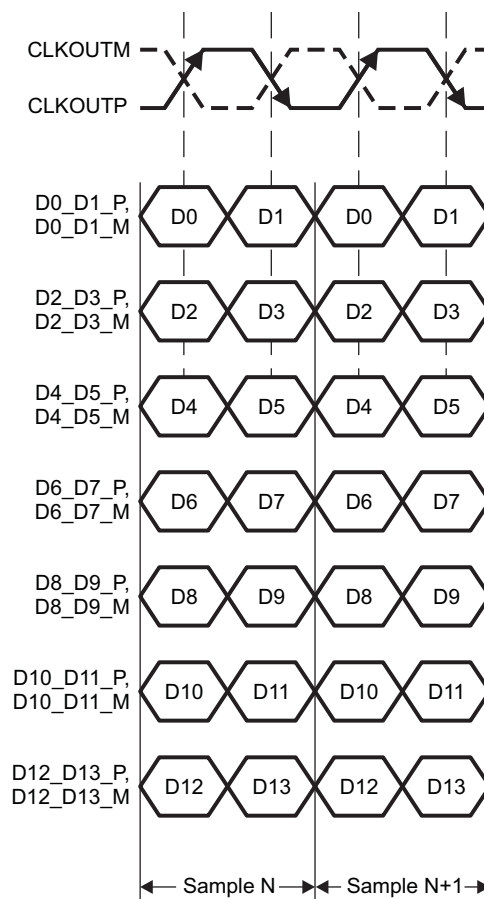 CLKOUTM
CLKOUTP
D0_D1_P,
D0_D1_M
D0 D1 D0 D1
D2_D3_P,
D2_D3_M
D2 D3 D2 D3
D4_D5_P,
D4_D5_M
D4 D5 D4 D5
D6_D7_P,
D6_D7_M
D6 D7 D6 D7
D8_D9_P,
D8_D9_M
D8 D9 D8 D9
D10_D11_P,
D10_D11_M
D10 D11 D10 D11
D12_D13_P,
D12_D13_M
D12 D13 D12 D13
Sample N Sample N+1